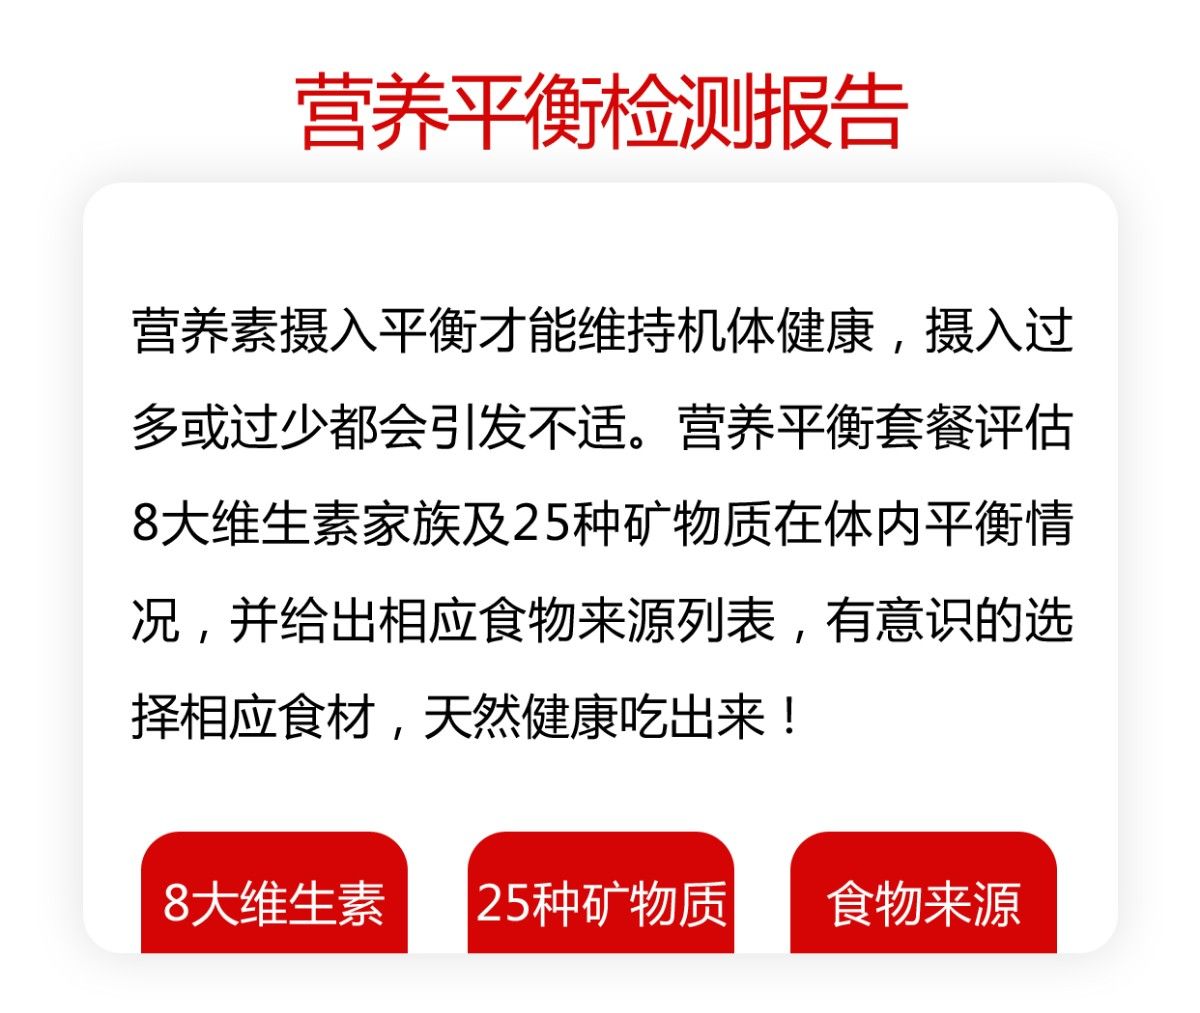 营养平衡检测报告
营养素摄入平衡才能维持机体健康，摄入过
多或过少都会引发不适。营养平衡套餐评估
8大维生素家族及25种矿物质在体内平衡情
况，并给出相应食物来源列表，有意识的选
择相应食材，天然健康吃出来！
8大维生素
25种矿物质
食物来源